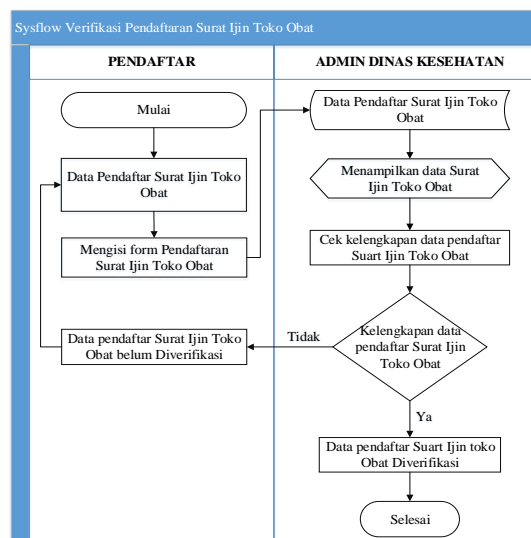 Sysflow Verifikasi Pendaftaran Surat Ijin Toko Obat
PENDAFTAR
ADMIN DINAS KESEHATAN
Mulai
Data Pendaftar Surat Ijin Toko
Obat
Mengisi form Pendaftaran
Surat Ijin Toko Obat
Data Pendaftar Surat Ijin Toko
Obat
Menampilkan data Surat
Ijin Toko Obat
Cek kelengkapan data pendaftar
Suart Ijin Toko Obat
Kelengkapan data
pendaftar Surat Ijin
Toko Obat
Tidak
Data pendaftar Surat Ijin Toko
Obat belum Diverifikasi
Ya
Data pendaftar Suart Ijin toko
Obat Diverifikasi
Selesai